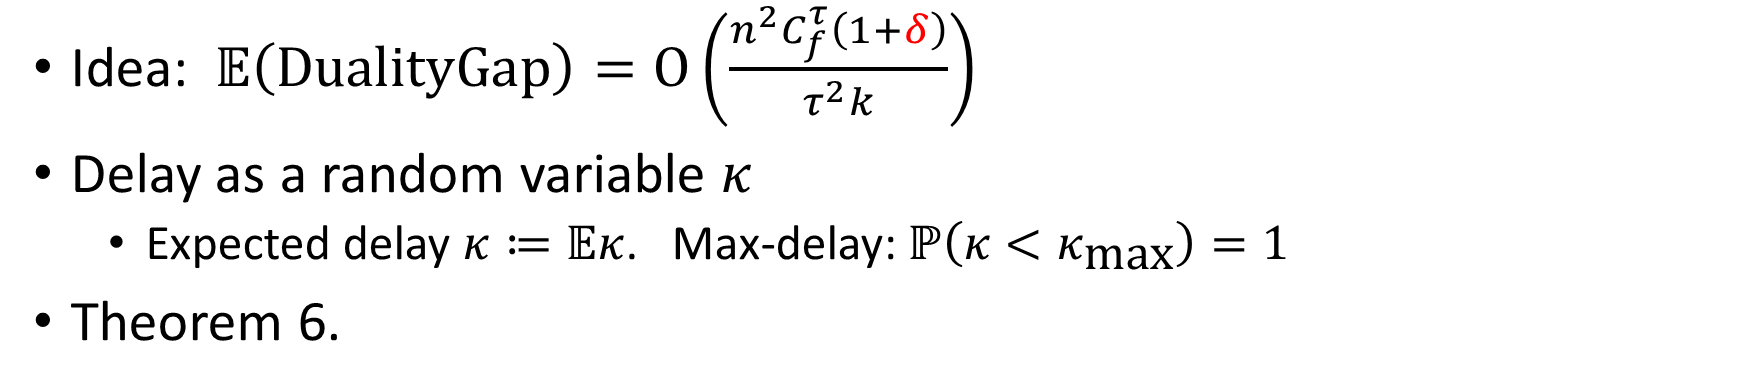 • Idea: 𝔼(DualityGap) = O(n²C_f^τ(1+δ) / τ²k)
• Delay as a random variable κ
• Expected delay κ ≔ 𝔼κ. Max-delay: ℙ(κ < κ_max) = 1
• Theorem 6.